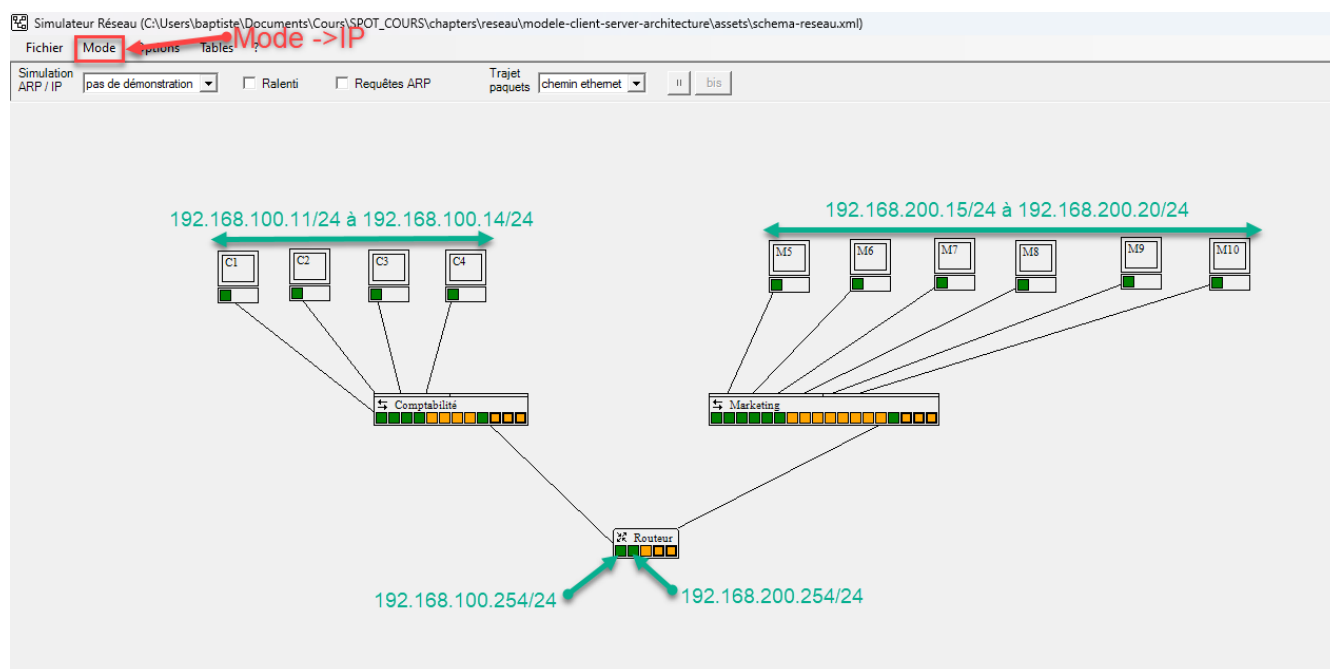 Simulateur Réseau (C:\Users\baptiste\Documents\Cours\SPOT_COURS\chapters\reseau\modele-client-server-architecture\assets\schema-reseau.xml)
Mode ->IP
Fichier Mode Options Tables ?
Simulation ARP / IP
pas de démonstration
Ralenti
Requêtes ARP
Trajet paquets
chemin ethernet
II
bis
192.168.100.11/24 à 192.168.100.14/24
192.168.200.15/24 à 192.168.200.20/24
C1 C2 C3 C4
M5 M6 M7 M8 M9 M10
Comptabilité
Marketing
Routeur
192.168.100.254/24
192.168.200.254/24